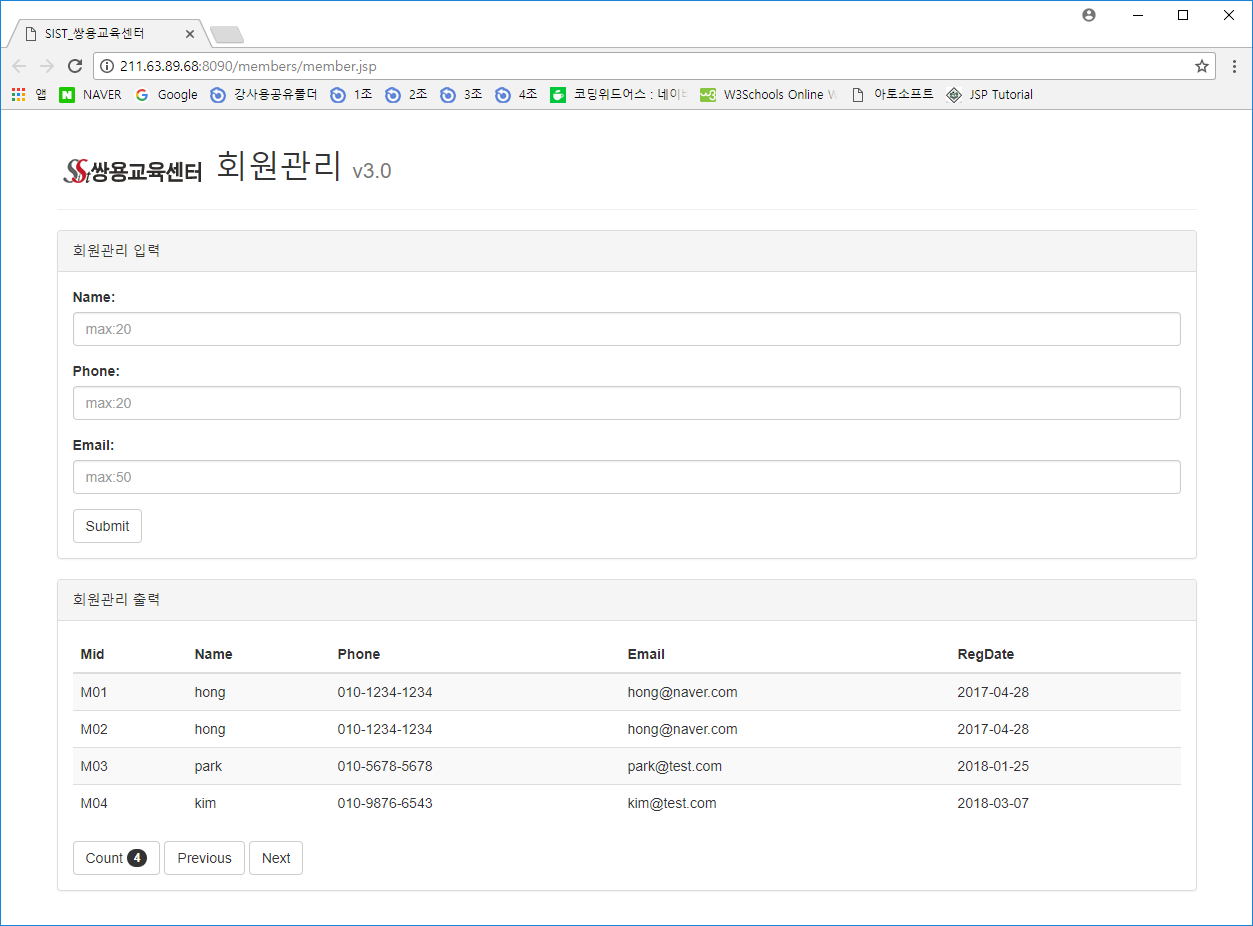 SIST_쌍용교육센터
211.63.89.68:8090/members/member.jsp
앱 NAVER Google 강사용공유폴더 1조 2조 3조 4조 코딩위드어스 : 네이버 W3Schools Online W 아토소프트 JSP Tutorial
쌍용교육센터 회원관리 v3.0
회원관리 입력
Name:
max:20
Phone:
max:20
Email:
max:50
Submit
회원관리 출력
Mid Name Phone Email RegDate
M01 hong 010-1234-1234 hong@naver.com 2017-04-28
M02 hong 010-1234-1234 hong@naver.com 2017-04-28
M03 park 010-5678-5678 park@test.com 2018-01-25
M04 kim 010-9876-6543 kim@test.com 2018-03-07
Count 4 Previous Next